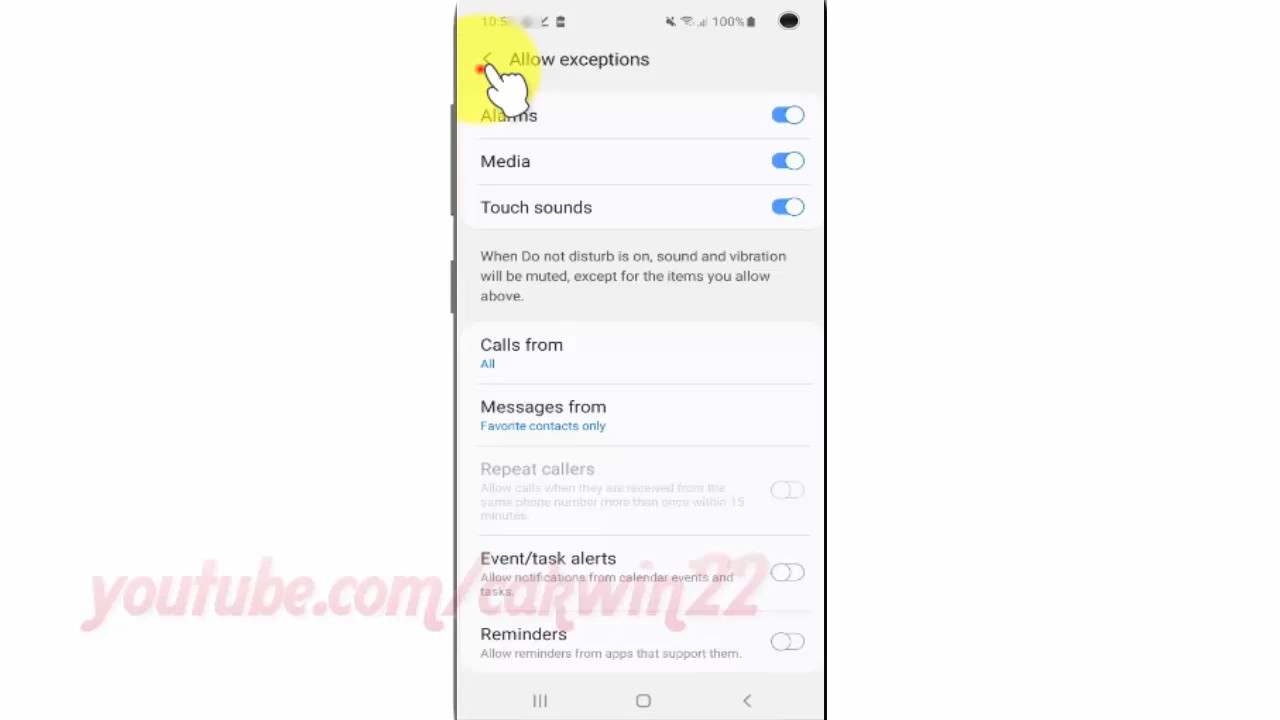 100%
Allow exceptions
Alarms
Media
Touch sounds
When Do not disturb is on, sound and vibration
will be muted, except for the items you allow
above.
Calls from
All
Messages from
Favorite contacts only
Repeat callers
Allow calls when they are received from the
same phone number more than once within 15
minutes.
Event/task alerts
Allow notifications from calendar events and
tasks.
youtube.com/cakwin22
Reminders
Allow reminders from apps that support them.